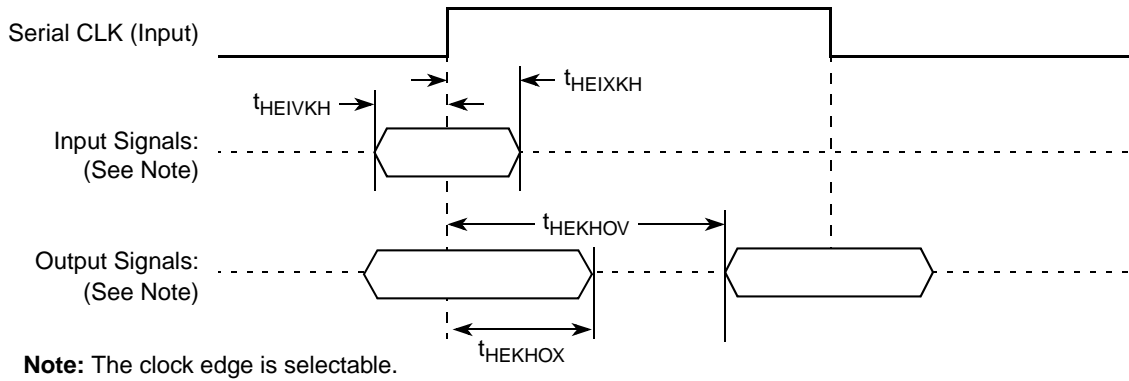 Serial CLK (Input)
tHEIXKH
tHEIVKH
Input Signals:
(See Note)
tHEKHOV
Output Signals:
(See Note)
tHEKHOX
Note: The clock edge is selectable.